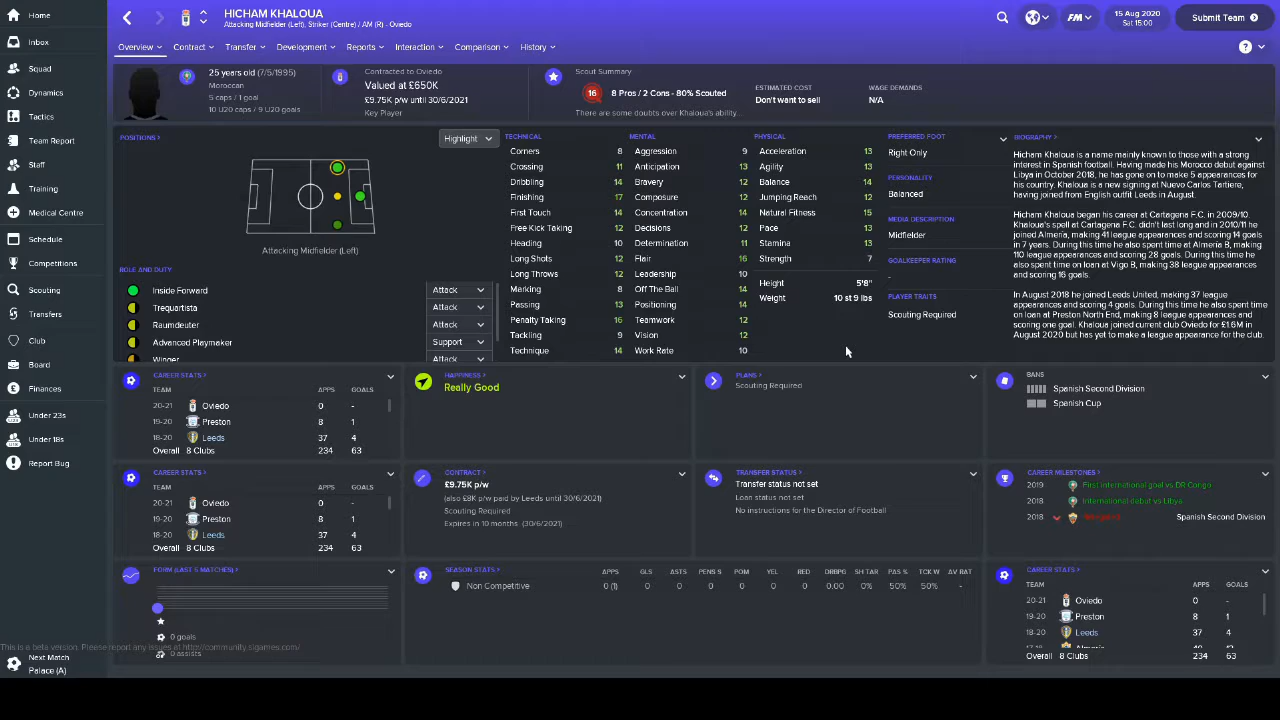 Home
Inbox
Squad
Dynamics
Tactics
Team Report
Staff
Training
Medical Centre
Schedule
Competitions
Scouting
Transfers
Club
Board
Finances
Under 23s
Under 18s
Report Bug
Next Match
Palace (A)
HICHAM KHALOUA
Attacking Midfielder (Left), Striker (Centre) / AM (R) - Oviedo
FM
15 Aug 2020
Sat 15:00
Submit Team
Overview Contract Transfer Development Reports Interaction Comparison History
?
25 years old (7/5/1995)
Moroccan
5 caps / 1 goal
10 U20 caps / 9 U20 goals
Contracted to Oviedo
Valued at £650K
£9.75K p/w until 30/6/2021
Key Player
Scout Summary
16 8 Pros / 2 Cons - 80% Scouted
There are some doubts over Khaloua's ability...
ESTIMATED COST
Don't want to sell
WAGE DEMANDS
N/A
POSITIONS >
Highlight
Attacking Midfielder (Left)
ROLE AND DUTY
Inside Forward Attack
Trequartista Attack
Raumdeuter Attack
Advanced Playmaker Support
Winger Attack
TECHNICAL
Corners 8
Crossing 11
Dribbling 14
Finishing 17
First Touch 14
Free Kick Taking 12
Heading 10
Long Shots 12
Long Throws 12
Marking 8
Passing 13
Penalty Taking 16
Tackling 9
Technique 14
MENTAL
Aggression 9
Anticipation 13
Bravery 12
Composure 12
Concentration 14
Decisions 12
Determination 11
Flair 16
Leadership 10
Off The Ball 14
Positioning 14
Teamwork 12
Vision 12
Work Rate 10
PHYSICAL
Acceleration 13
Agility 13
Balance 14
Jumping Reach 12
Natural Fitness 15
Pace 13
Stamina 13
Strength 7
Height 5'8"
Weight 10 st 9 lbs
PREFERRED FOOT
Right Only
PERSONALITY
Balanced
MEDIA DESCRIPTION
Midfielder
GOALKEEPER RATING
-
PLAYER TRAITS
Scouting Required
BIOGRAPHY >
Hicham Khaloua is a name mainly known to those with a strong
interest in Spanish football. Having made his Morocco debut against
Libya in October 2018, he has gone on to make 5 appearances for
his country. Khaloua is a new signing at Nuevo Carlos Tartiere,
having joined from English outfit Leeds in August.
Hicham Khaloua began his career at Cartagena F.C. in 2009/10.
Khaloua's spell at Cartagena F.C. didn't last long and in 2010/11 he
joined Almería, making 41 league appearances and scoring 14 goals
in 7 years. During this time he also spent time at Almería B, making
110 league appearances and scoring 28 goals. During this time he
also spent time on loan at Vigo B, making 38 league appearances
and scoring 16 goals.
In August 2018 he joined Leeds United, making 37 league
appearances and scoring 4 goals. During this time he also spent time
on loan at Preston North End, making 8 league appearances and
scoring one goal. Khaloua joined current club Oviedo for £1.6M in
August 2020 but has yet to make a league appearance for the club.
CAREER STATS >
TEAM APPS GOALS
20-21 Oviedo 0 -
19-20 Preston 8 1
18-20 Leeds 37 4
Overall 8 Clubs 234 63
HAPPINESS >
Really Good
PLANS >
Scouting Required
BANS
Spanish Second Division
Spanish Cup
CAREER STATS >
TEAM APPS GOALS
20-21 Oviedo 0 -
19-20 Preston 8 1
18-20 Leeds 37 4
Overall 8 Clubs 234 63
CONTRACT >
£9.75K p/w
(also £8K p/w paid by Leeds until 30/6/2021)
Scouting Required
Expires in 10 months (30/6/2021)
TRANSFER STATUS >
Transfer status not set
Loan status not set
No instructions for the Director of Football
CAREER MILESTONES >
2019 First international goal vs DR Congo
2018 International debut vs Libya
2018 Spanish Second Division
FORM (LAST 5 MATCHES) >
0 goals
0 assists
SEASON STATS > APPS GLS ASTS PENS S POM YEL RED DRBPG SH TAR PAS % TCK W AV RAT
Non Competitive 0 (1) 0 0 0 0 0 0 0.00 0% 50% 50% -
CAREER STATS >
TEAM APPS GOALS
20-21 Oviedo 0 -
19-20 Preston 8 1
18-20 Leeds 37 4
Overall 8 Clubs 234 63
This is a beta version. Please report any issues at http://community.sigames.com/